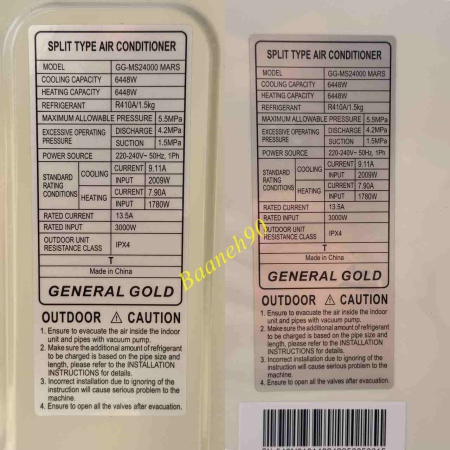 SPLIT TYPE AIR CONDITIONER
MODEL GG-MS24000 MARS
COOLING CAPACITY 6448W
HEATING CAPACITY 6448W
REFRIGERANT R410A/1.5kg
MAXIMUM ALLOWABLE PRESSURE 5.5MPa
EXCESSIVE OPERATING PRESSURE DISCHARGE 4.2MPa
SUCTION 1.5MPa
POWER SOURCE 220-240V~ 50Hz, 1Ph
STANDARD RATING CONDITIONS COOLING CURRENT 9.11A
INPUT 2009W
HEATING CURRENT 7.90A
INPUT 1780W
RATED CURRENT 13.5A
RATED INPUT 3000W
OUTDOOR UNIT RESISTANCE CLASS IPX4
T
Made in China
GENERAL GOLD
OUTDOOR ⚠ CAUTION
1. Ensure to evacuate the air inside the indoor
unit and pipes with vacuum pump.
2. Make sure the additional amount of refrigerant
to be charged is based on the pipe size and
length, please refer to the INSTALLATION
INSTRUCTIONS for details.
3. Incorrect installation due to ignoring of the
instruction will cause serious problem to the
machine.
4. Ensure to open all the valves after evacuation.
SPLIT TYPE AIR CONDITIONER
MODEL GG-MS24000 MARS
COOLING CAPACITY 6448W
HEATING CAPACITY 6448W
REFRIGERANT R410A/1.5kg
MAXIMUM ALLOWABLE PRESSURE 5.5MPa
EXCESSIVE OPERATING PRESSURE DISCHARGE 4.2MPa
SUCTION 1.5MPa
POWER SOURCE 220-240V~ 50Hz, 1Ph
STANDARD RATING CONDITIONS COOLING CURRENT 9.11A
INPUT 2009W
HEATING CURRENT 7.90A
INPUT 1780W
RATED CURRENT 13.5A
RATED INPUT 3000W
OUTDOOR UNIT RESISTANCE CLASS IPX4
T
Made in China
GENERAL GOLD
OUTDOOR ⚠ CAUTION
1. Ensure to evacuate the air inside the indoor
unit and pipes with vacuum pump.
2. Make sure the additional amount of refrigerant
to be charged is based on the pipe size and
length, please refer to the INSTALLATION
INSTRUCTIONS for details.
3. Incorrect installation due to ignoring of the
instruction will cause serious problem to the
machine.
4. Ensure to open all the valves after evacuation.
Baaneh90